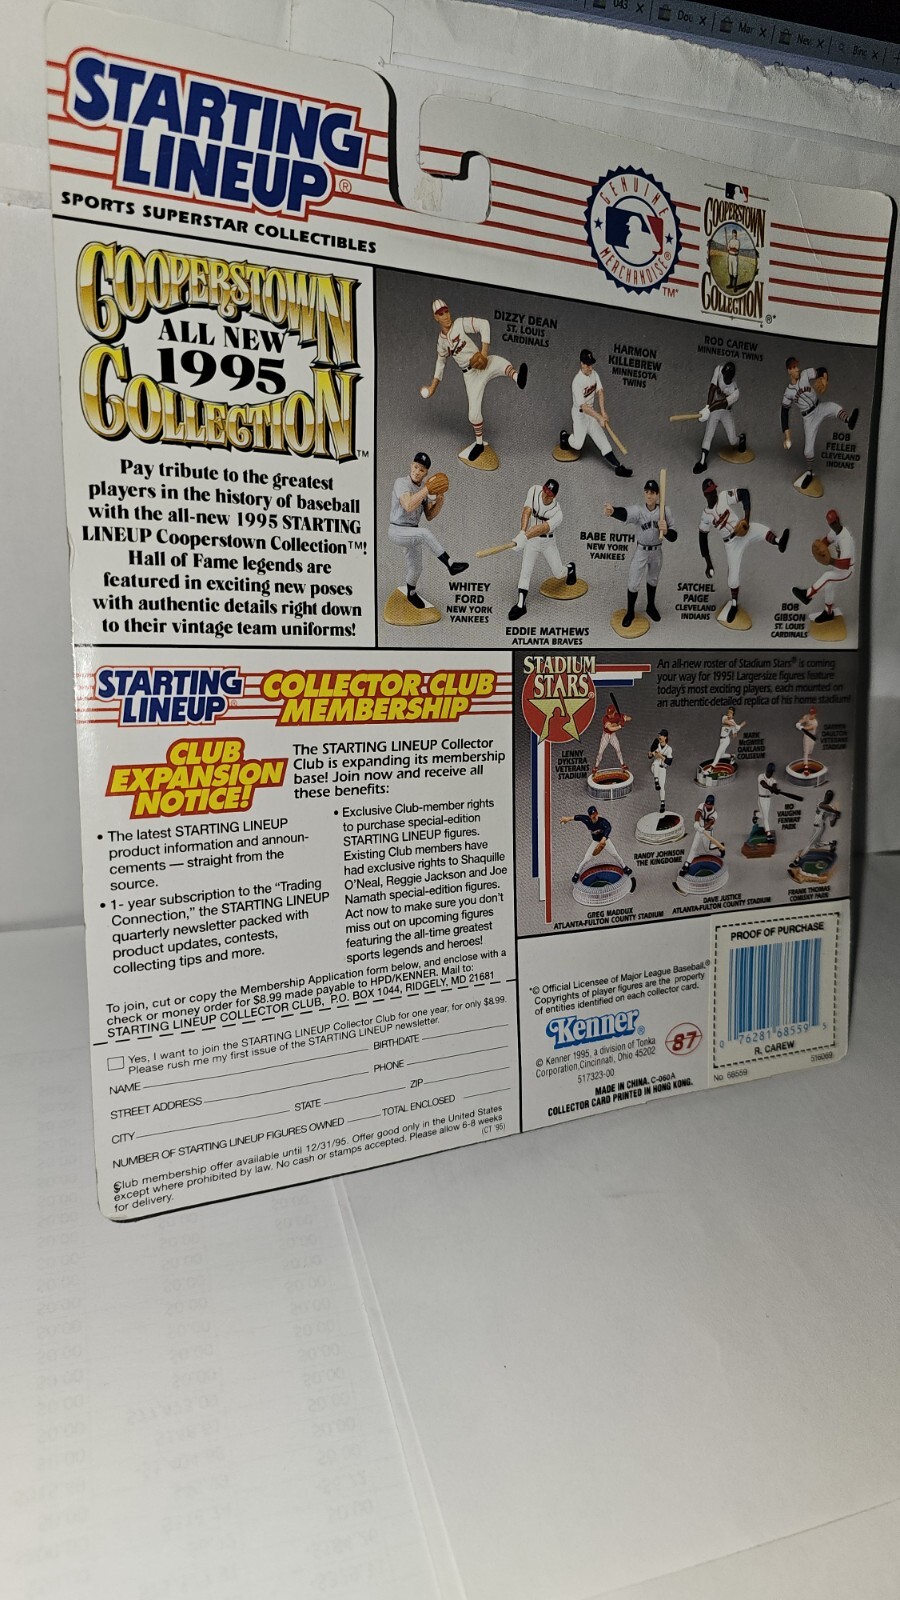 STARTING
LINEUP®
SPORTS SUPERSTAR COLLECTIBLES
GENUINE
MERCHANDISE®
TM*
COOPERSTOWN
COLLECTION
®*
COOPERSTOWN
ALL NEW
1995
COLLECTION™
Pay tribute to the greatest
players in the history of baseball
with the all-new 1995 STARTING
LINEUP Cooperstown Collection™!
Hall of Fame legends are
featured in exciting new poses
with authentic details right down
to their vintage team uniforms!
DIZZY DEAN
ST. LOUIS
CARDINALS
HARMON
KILLEBREW
MINNESOTA
TWINS
ROD CAREW
MINNESOTA TWINS
BOB
FELLER
CLEVELAND
INDIANS
WHITEY
FORD
NEW YORK
YANKEES
EDDIE MATHEWS
ATLANTA BRAVES
BABE RUTH
NEW YORK
YANKEES
SATCHEL
PAIGE
CLEVELAND
INDIANS
BOB
GIBSON
ST. LOUIS
CARDINALS
STARTING
LINEUP®
COLLECTOR CLUB
MEMBERSHIP
CLUB
EXPANSION
NOTICE!
The STARTING LINEUP Collector
Club is expanding its membership
base! Join now and receive all
these benefits:
• The latest STARTING LINEUP
product information and announ-
cements — straight from the
source.
• 1- year subscription to the "Trading
Connection," the STARTING LINEUP
quarterly newsletter packed with
product updates, contests,
collecting tips and more.
• Exclusive Club-member rights
to purchase special-edition
STARTING LINEUP figures.
Existing Club members have
had exclusive rights to Shaquille
O'Neal, Reggie Jackson and Joe
Namath special-edition figures.
Act now to make sure you don't
miss out on upcoming figures
featuring the all-time greatest
sports legends and heroes!
To join, cut or copy the Membership Application form below, and enclose with a
check or money order for $8.99 made payable to HPD/KENNER. Mail to:
STARTING LINEUP COLLECTOR CLUB, P.O. BOX 1044, RIDGELY, MD 21681
Yes, I want to join the STARTING LINEUP Collector Club for one year, for only $8.99.
Please rush me my first issue of the STARTING LINEUP newsletter.
NAME BIRTHDATE
STREET ADDRESS PHONE
CITY STATE ZIP
NUMBER OF STARTING LINEUP FIGURES OWNED TOTAL ENCLOSED
Club membership offer available until 12/31/95. Offer good only in the United States
except where prohibited by law. No cash or stamps accepted. Please allow 6-8 weeks
for delivery. (CT '95)
STADIUM
STARS®
An all-new roster of Stadium Stars® is coming
your way for 1995! Larger-size figures feature
today's most exciting players, each mounted on
an authentic-detailed replica of his home stadium!
LENNY
DYKSTRA
VETERANS
STADIUM
MARK
McGWIRE
OAKLAND
COLISEUM
DARREN
DAULTON
VETERANS
STADIUM
RANDY JOHNSON
THE KINGDOME
MO
VAUGHN
FENWAY
PARK
GREG MADDUX
ATLANTA-FULTON COUNTY STADIUM
DAVE JUSTICE
ATLANTA-FULTON COUNTY STADIUM
FRANK THOMAS
COMISKEY PARK
*© Official Licensee of Major League Baseball.®
Copyrights of player figures are the property
of entities identified on each collector card.
Kenner®
© Kenner 1995, a division of Tonka
Corporation, Cincinnati, Ohio 45202
517323-00
87
MADE IN CHINA. C-060A
COLLECTOR CARD PRINTED IN HONG KONG.
PROOF OF PURCHASE
0 76281 68559 5
R. CAREW
No. 68559
516069